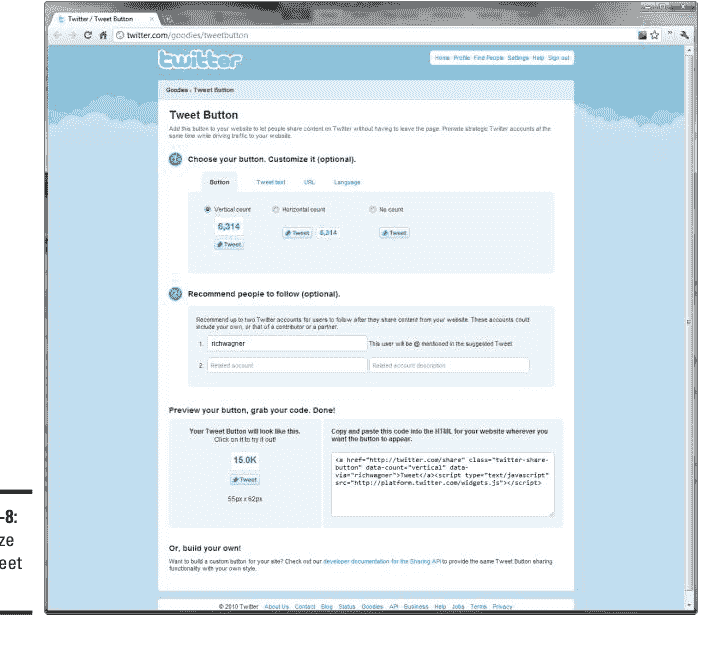 Twitter / Tweet Button
twitter.com/goodies/tweetbutton
twitter
Home Profile Find People Settings Help Sign out
Goodies › Tweet Button
Tweet Button
Add this button to your website to let people share content on Twitter without having to leave the page. Promote strategic Twitter accounts at the
same time while driving traffic to your website.
Choose your button. Customize it (optional).
Button Tweet text URL Language
Vertical count Horizontal count No count
6,314
Tweet 6,314 Tweet
Tweet
Recommend people to follow (optional).
Recommend up to two Twitter accounts for users to follow after they share content from your website. These accounts could
include your own, or that of a contributor or a partner.
1. richwagner This user will be @ mentioned in the suggested Tweet
2. Related account Related account description
Preview your button, grab your code. Done!
Your Tweet Button will look like this.
Click on it to try it out!
15.0K
Tweet
55px x 62px
Copy and paste this code into the HTML for your website wherever you
want the button to appear.
<a href="http://twitter.com/share" class="twitter-share-
button" data-count="vertical" data-
via="richwagner">Tweet</a><script type="text/javascript"
src="http://platform.twitter.com/widgets.js"></script>
Or, build your own!
Want to build a custom button for your site? Check out our developer documentation for the Sharing API to provide the same Tweet Button sharing
functionality with your own style.
© 2010 Twitter About Us Contact Blog Status Goodies API Business Help Jobs Terms Privacy
-8:
ze
eet